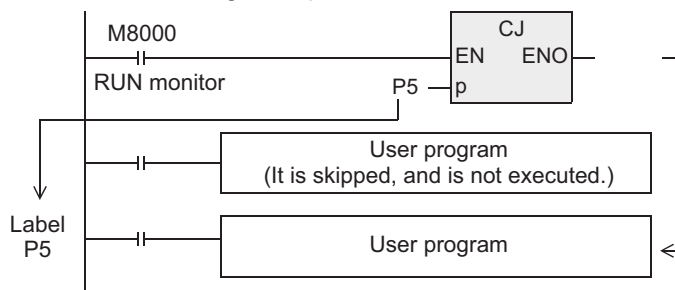 M8000
CJ
EN ENO
RUN monitor
P5
p
User program
(It is skipped, and is not executed.)
Label
P5
User program